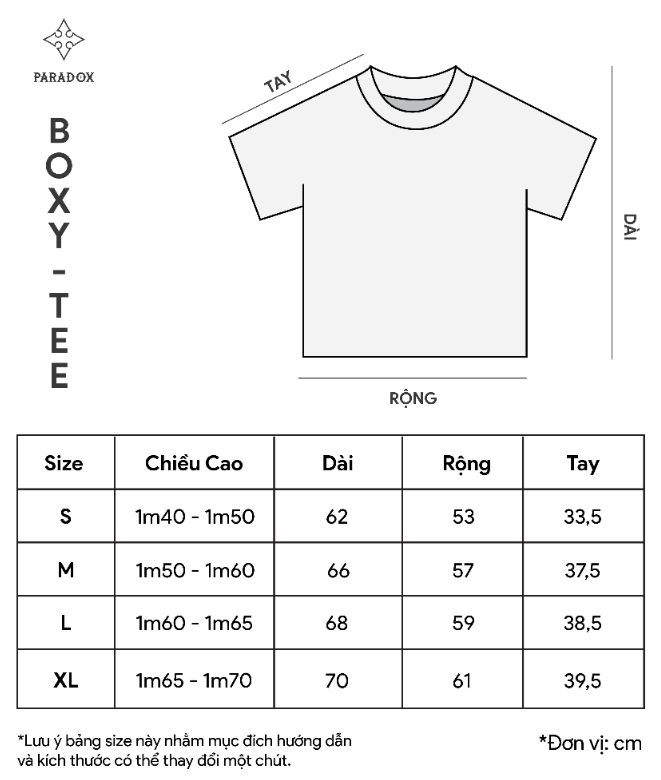 PARADOX
BOXY-TEE
TAY
DÀI
RỘNG
Size Chiều Cao Dài Rộng Tay
S 1m40 - 1m50 62 53 33,5
M 1m50 - 1m60 66 57 37,5
L 1m60 - 1m65 68 59 38,5
XL 1m65 - 1m70 70 61 39,5
*Lưu ý bảng size này nhằm mục đích hướng dẫn
và kích thước có thể thay đổi một chút.
*Đơn vị: cm